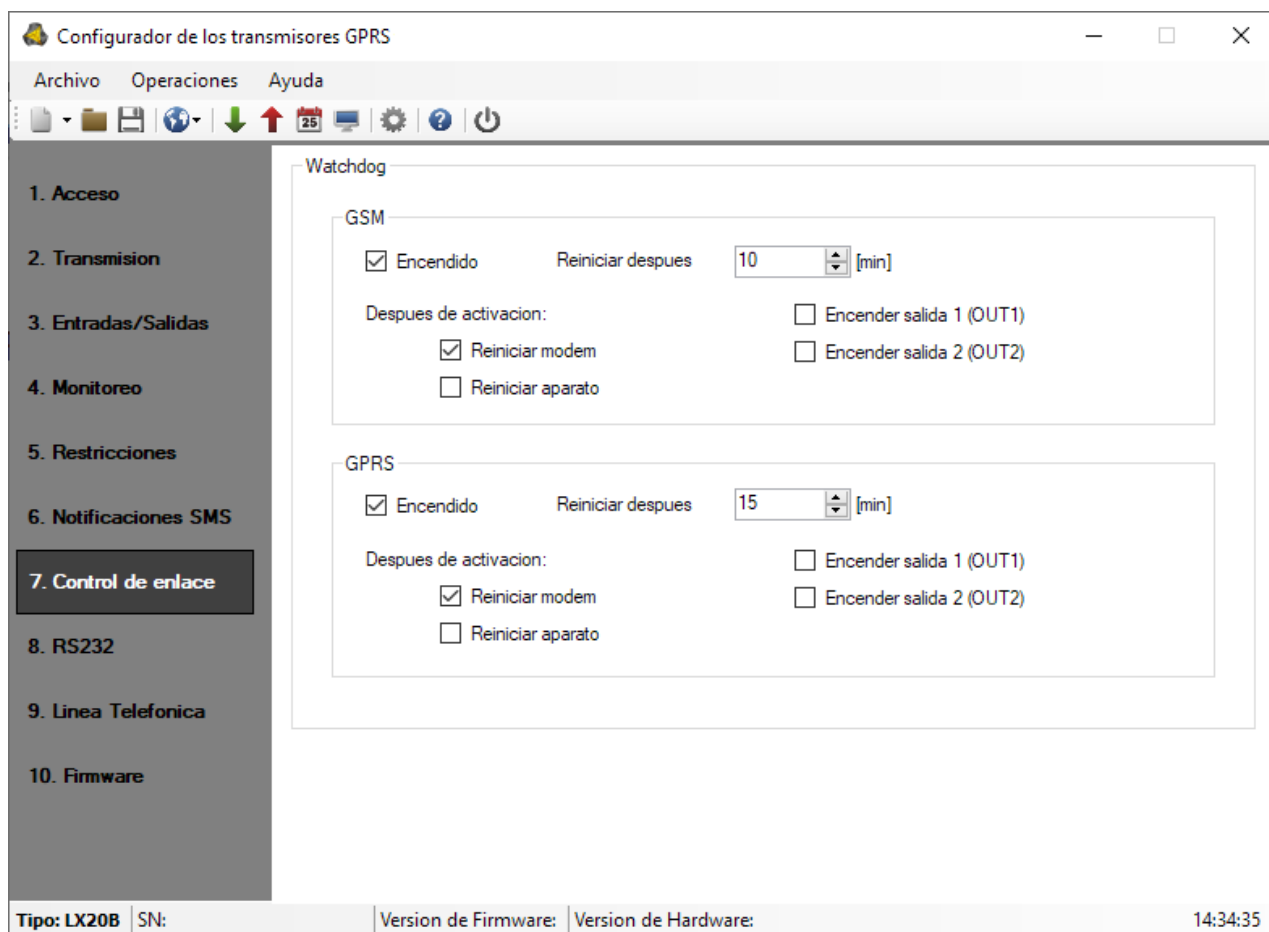 Configurador de los transmisores GPRS
Archivo Operaciones Ayuda
25
1. Acceso
2. Transmision
3. Entradas/Salidas
4. Monitoreo
5. Restricciones
6. Notificaciones SMS
7. Control de enlace
8. RS232
9. Linea Telefonica
10. Firmware
Watchdog
GSM
Encendido Reiniciar despues 10 [min]
Despues de activacion: Encender salida 1 (OUT1)
Reiniciar modem Encender salida 2 (OUT2)
Reiniciar aparato
GPRS
Encendido Reiniciar despues 15 [min]
Despues de activacion: Encender salida 1 (OUT1)
Reiniciar modem Encender salida 2 (OUT2)
Reiniciar aparato
Tipo: LX20B SN: Version de Firmware: Version de Hardware: 14:34:35